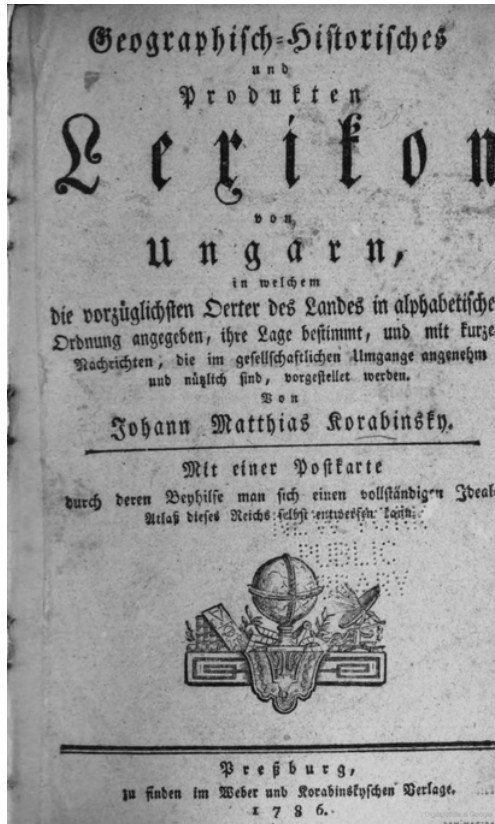 Geographisch-Historisches
und
Produkten
Lexikon
von
Ungarn,
in welchem
die vorzüglichsten Oerter des Landes in alphabetische
Ordnung angegeben, ihre Lage bestimmt, und mit kurze
Nachrichten, die im gesellschaftlichen Umgange angenehm
und nützlich sind, vorgestellet werden.
Von
Johann Matthias Korabinsky.
Mit einer Postkarte
durch deren Beyhilfe man sich einen vollständigen Ideal-
Atlaß dieses Reichs selbst entwerfen kann.
PUBLIC
Preßburg,
zu finden im Weber und Korabinskyschen Verlage.
1786.